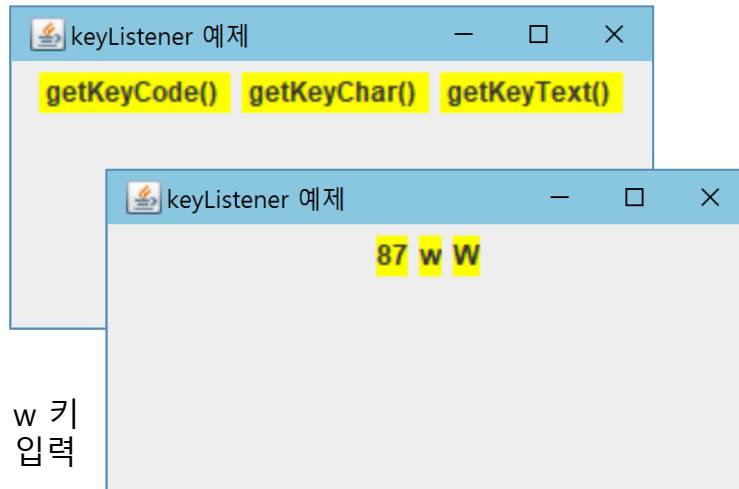 keyListener 예제
getKeyCode() getKeyChar() getKeyText()
keyListener 예제
87 w W
w 키
입력